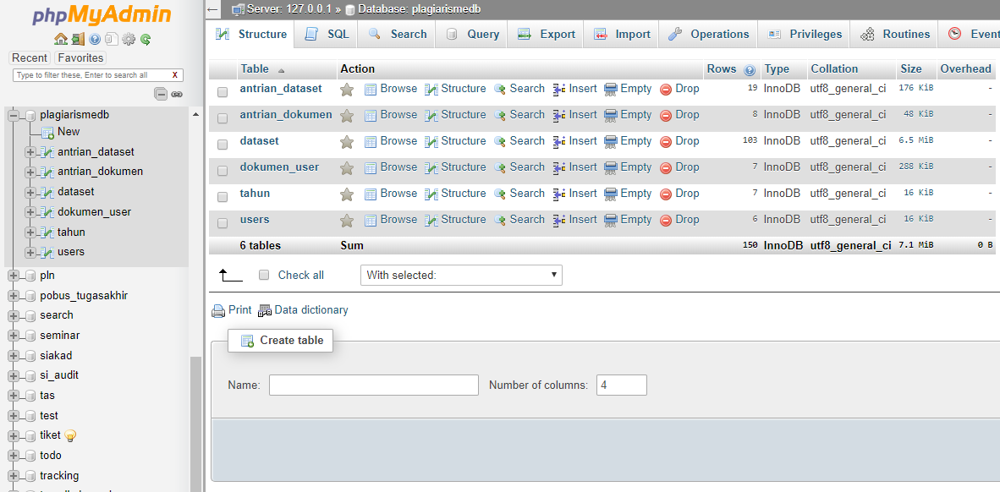 phpMyAdmin
Recent Favorites
Type to filter these, Enter to search all X
plagiarismedb
New
antrian_dataset
antrian_dokumen
dataset
dokumen_user
tahun
users
pln
pobus_tugasakhir
search
seminar
siakad
si_audit
tas
test
tiket
todo
tracking
← Server: 127.0.0.1 » Database: plagiarismedb
Structure SQL Search Query Export Import Operations Privileges Routines Event
Table Action Rows Type Collation Size Overhead
antrian_dataset Browse Structure Search Insert Empty Drop 19 InnoDB utf8_general_ci 176 KiB -
antrian_dokumen Browse Structure Search Insert Empty Drop 8 InnoDB utf8_general_ci 48 KiB -
dataset Browse Structure Search Insert Empty Drop 103 InnoDB utf8_general_ci 6.5 MiB -
dokumen_user Browse Structure Search Insert Empty Drop 7 InnoDB utf8_general_ci 288 KiB -
tahun Browse Structure Search Insert Empty Drop 7 InnoDB utf8_general_ci 16 KiB -
users Browse Structure Search Insert Empty Drop 6 InnoDB utf8_general_ci 16 KiB -
6 tables Sum 150 InnoDB utf8_general_ci 7.1 MiB 0 B
Check all With selected:
Print Data dictionary
Create table
Name: Number of columns: 4